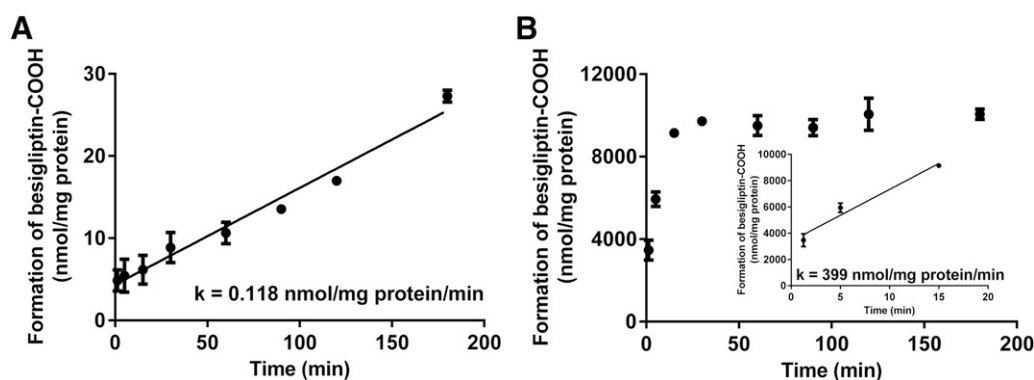 A
Formation of besigliptin-COOH
(nmol/mg protein)
30
20
10
0
k = 0.118 nmol/mg protein/min
0
50
100
150
200
Time (min)
B
Formation of besigliptin-COOH
(nmol/mg protein)
12000
8000
4000
0
0
50
100
150
200
Time (min)
Formation of besigliptin-COOH
(nmol/mg protein)
10000
8000
6000
4000
2000
0
k = 399 nmol/mg protein/min
0
5
10
15
20
Time (min)